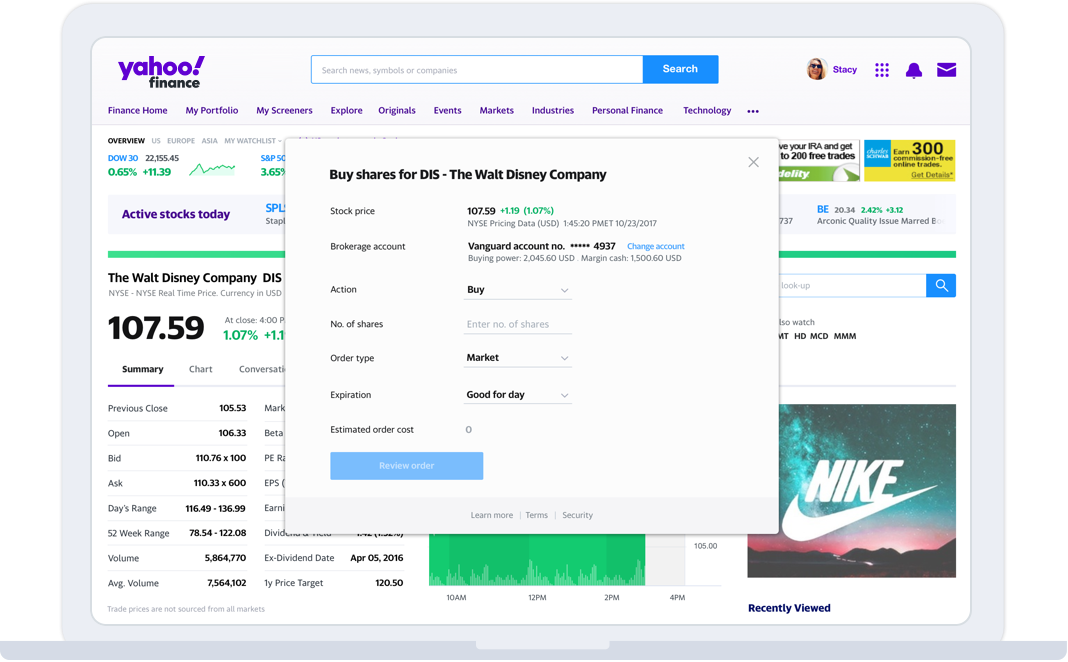 yahoo!
finance
Search news, symbols or companies
Search
Stacy
Finance Home My Portfolio My Screeners Explore Originals Events Markets Industries Personal Finance Technology •••
OVERVIEW US EUROPE ASIA MY WATCHLIST
DOW 30 22,155.45
0.65% +11.39
S&P 50
3.65%
ve your IRA and get
to 200 free trades
delity
charles
SCHWAB
Earn 300
commission-free
online trades.
Get Details*
Active stocks today
SPLS
Stapl
737
BE 20.34 2.42% +3.12
Arconic Quality Issue Marred Bo
Buy shares for DIS - The Walt Disney Company
Stock price
107.59 +1.19 (1.07%)
NYSE Pricing Data (USD) 1:45:20 PMET 10/23/2017
Brokerage account
Vanguard account no. ••••• 4937 Change account
Buying power: 2,045.60 USD . Margin cash: 1,500.60 USD
Action Buy
No. of shares Enter no. of shares
Order type Market
Expiration Good for day
Estimated order cost 0
Review order
Learn more | Terms | Security
The Walt Disney Company DIS
NYSE - NYSE Real Time Price. Currency in USD
107.59
At close: 4:00 P
1.07% +1.1
look-up
lso watch
MT HD MCD MMM
Summary Chart Conversati
Previous Close 105.53 Mark
Open 106.33 Beta
Bid 110.76 x 100 PE Ra
Ask 110.33 x 600 EPS (
Day's Range 116.49 - 136.99 Earni
52 Week Range 78.54 - 122.08 Dividend & Yield 1.42 (1.32%)
Volume 5,864,770 Ex-Dividend Date Apr 05, 2016
Avg. Volume 7,564,102 1y Price Target 120.50
Trade prices are not sourced from all markets
105.00
10AM 12PM 2PM 4PM
NIKE
Recently Viewed